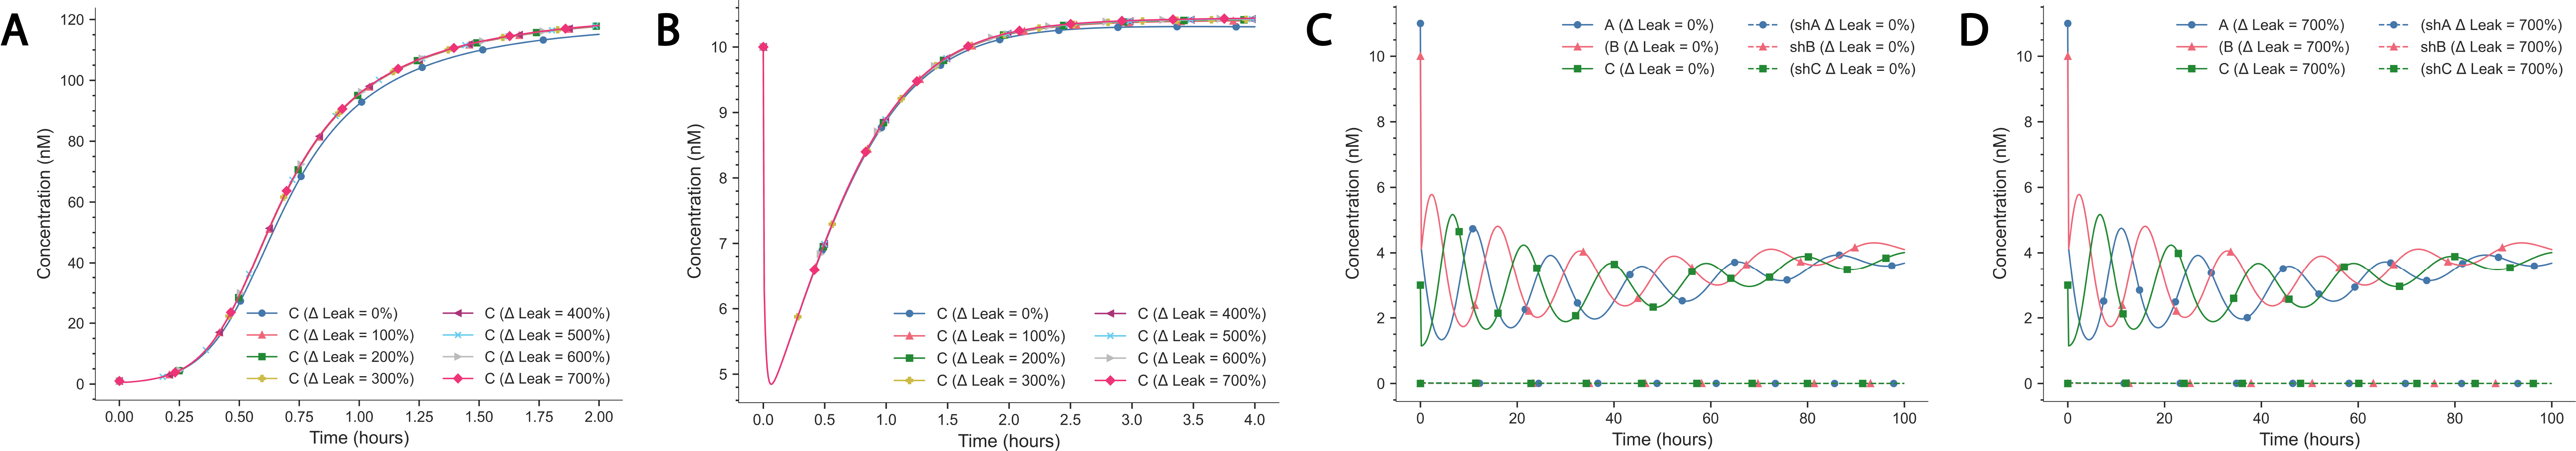 A
120
100
80
60
40
20
0
Concentration (nM)
C (Δ Leak = 0%)
C (Δ Leak = 100%)
C (Δ Leak = 200%)
C (Δ Leak = 300%)
C (Δ Leak = 400%)
C (Δ Leak = 500%)
C (Δ Leak = 600%)
C (Δ Leak = 700%)
0.00 0.25 0.50 0.75 1.00 1.25 1.50 1.75 2.00
Time (hours)
B
10
9
8
7
6
5
Concentration (nM)
C (Δ Leak = 0%)
C (Δ Leak = 100%)
C (Δ Leak = 200%)
C (Δ Leak = 300%)
C (Δ Leak = 400%)
C (Δ Leak = 500%)
C (Δ Leak = 600%)
C (Δ Leak = 700%)
0.0 0.5 1.0 1.5 2.0 2.5 3.0 3.5 4.0
Time (hours)
C
A (Δ Leak = 0%)
(B (Δ Leak = 0%)
C (Δ Leak = 0%)
(shA Δ Leak = 0%)
shB (Δ Leak = 0%)
(shC Δ Leak = 0%)
10
8
6
4
2
0
Concentration (nM)
0 20 40 60 80 100
Time (hours)
D
A (Δ Leak = 700%)
(B (Δ Leak = 700%)
C (Δ Leak = 700%)
(shA Δ Leak = 700%)
shB (Δ Leak = 700%)
(shC Δ Leak = 700%)
10
8
6
4
2
0
Concentration (nM)
0 20 40 60 80 100
Time (hours)